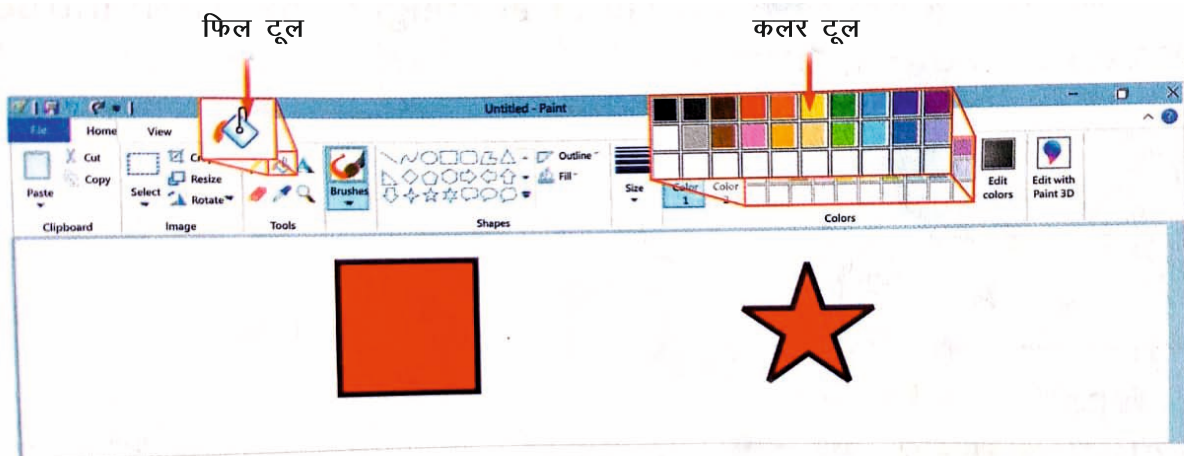 फिल टूल
कलर टूल
Untitled - Paint
File Home View
Paste
Cut
Copy
Clipboard
Select
Resize
Rotate
Image
Tools
Brushes
Outline
Fill
Shapes
Size
Color 1
Color
Colors
Edit colors
Edit with Paint 3D